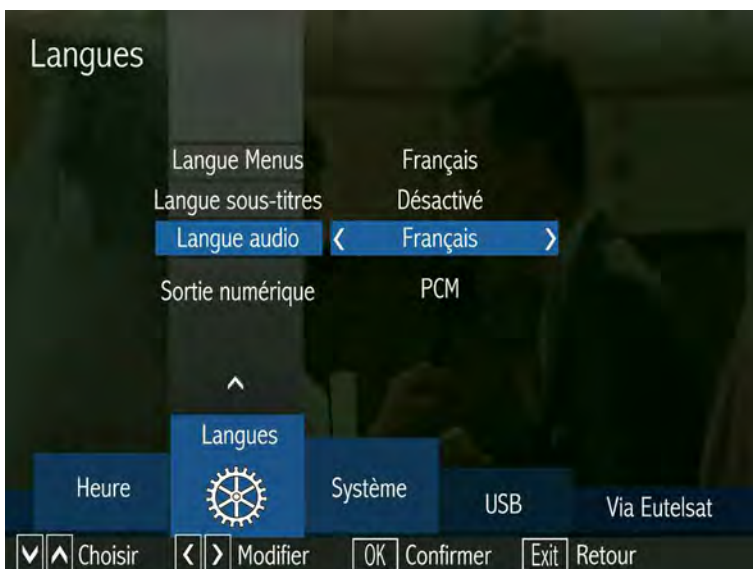 Langues
Langue Menus Français
Langue sous-titres Désactivé
Langue audio Français
Sortie numérique PCM
Langues
Heure Système USB Via Eutelsat
Choisir Modifier OK Confirmer Exit Retour